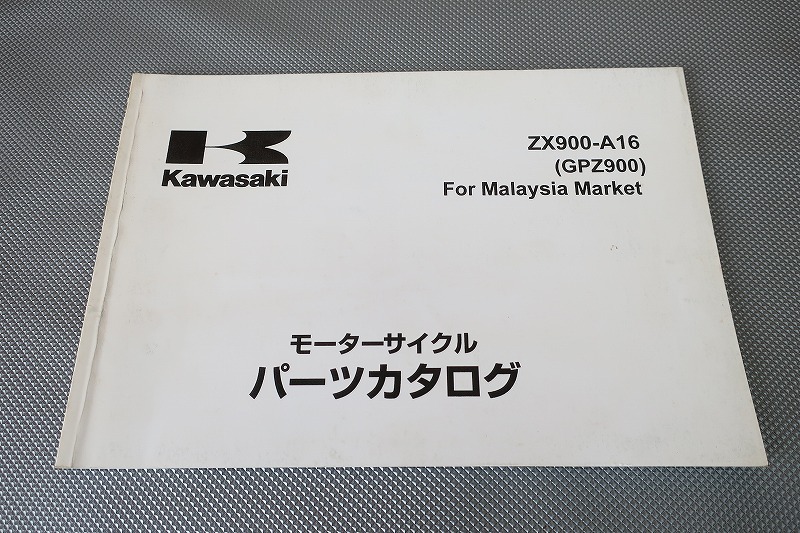 Kawasaki
ZX900-A16
(GPZ900)
For Malaysia Market
モーターサイクル
パーツカタログ